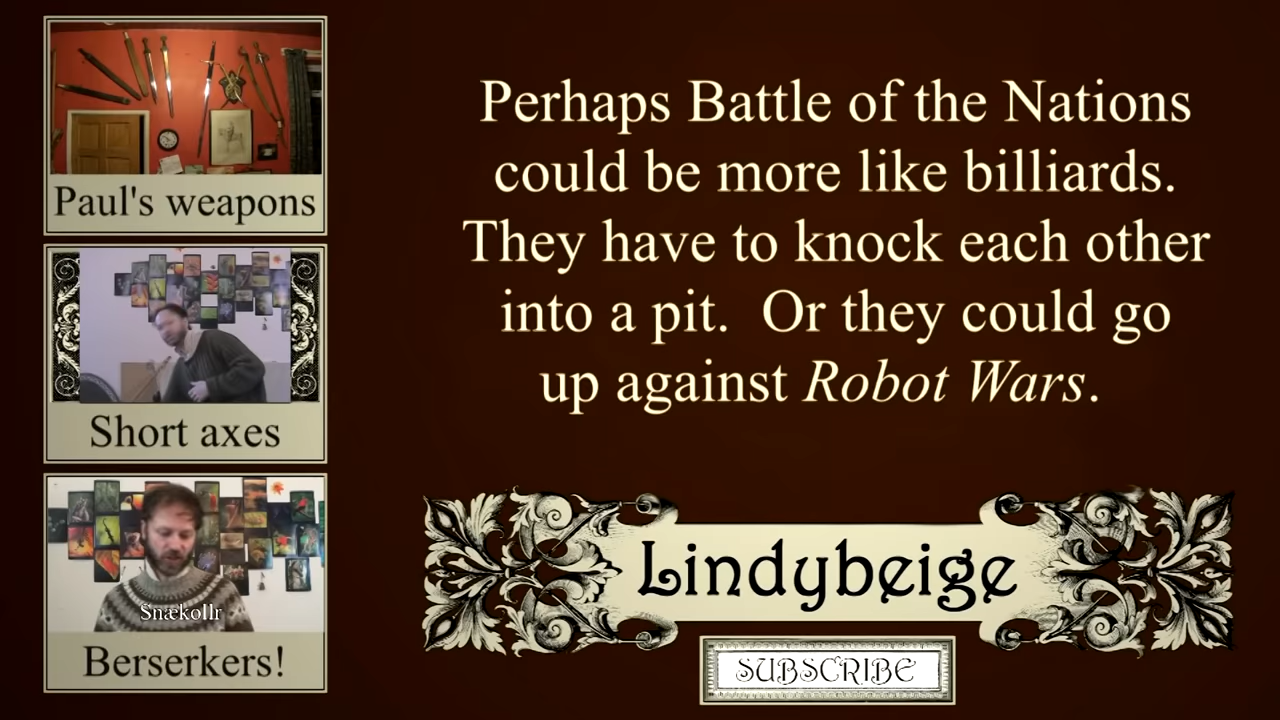 Paul's weapons
Short axes
Snækollr
Berserkers!
Perhaps Battle of the Nations
could be more like billiards.
They have to knock each other
into a pit.  Or they could go
up against Robot Wars.
Lindybeige
SUBSCRIBE